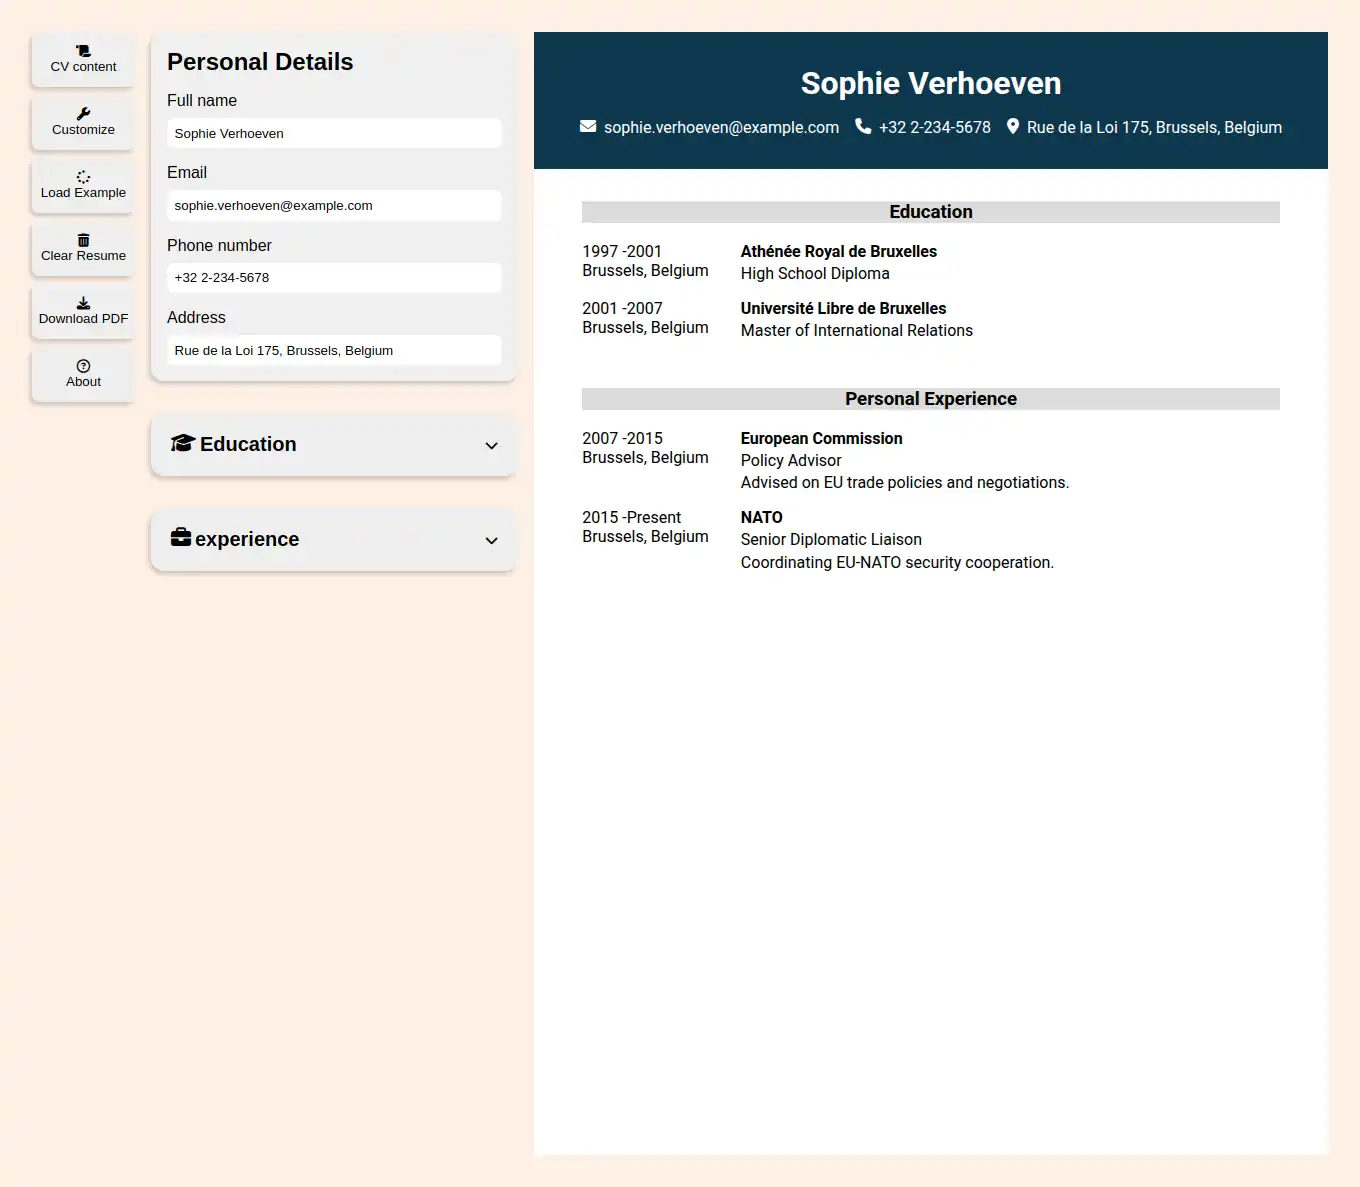 CV content
Customize
Load Example
Clear Resume
Download PDF
About
Personal Details
Full name
Sophie Verhoeven
Email
sophie.verhoeven@example.com
Phone number
+32 2-234-5678
Address
Rue de la Loi 175, Brussels, Belgium
Education
experience
Sophie Verhoeven
sophie.verhoeven@example.com +32 2-234-5678 Rue de la Loi 175, Brussels, Belgium
Education
1997 -2001 Athénée Royal de Bruxelles
Brussels, Belgium High School Diploma
2001 -2007 Université Libre de Bruxelles
Brussels, Belgium Master of International Relations
Personal Experience
2007 -2015 European Commission
Brussels, Belgium Policy Advisor
Advised on EU trade policies and negotiations.
2015 -Present NATO
Brussels, Belgium Senior Diplomatic Liaison
Coordinating EU-NATO security cooperation.